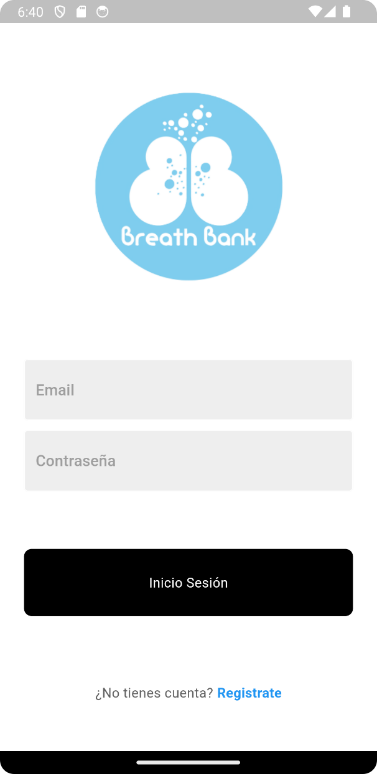 6:40
Breath Bank
Email
Contraseña
Inicio Sesión
¿No tienes cuenta? Registrate